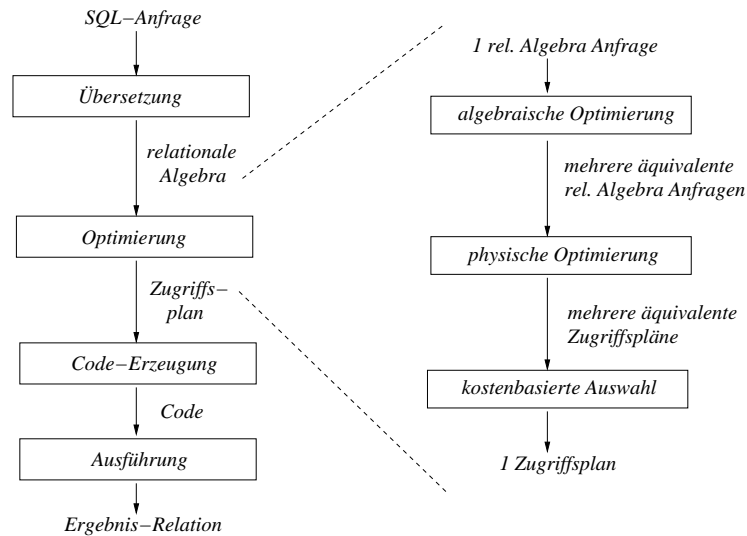 SQL–Anfrage
Übersetzung
relationale
Algebra
Optimierung
Zugriffs–
plan
Code–Erzeugung
Code
Ausführung
Ergebnis–Relation
1 rel. Algebra Anfrage
algebraische Optimierung
mehrere äquivalente
rel. Algebra Anfragen
physische Optimierung
mehrere äquivalente
Zugriffspläne
kostenbasierte Auswahl
1 Zugriffsplan